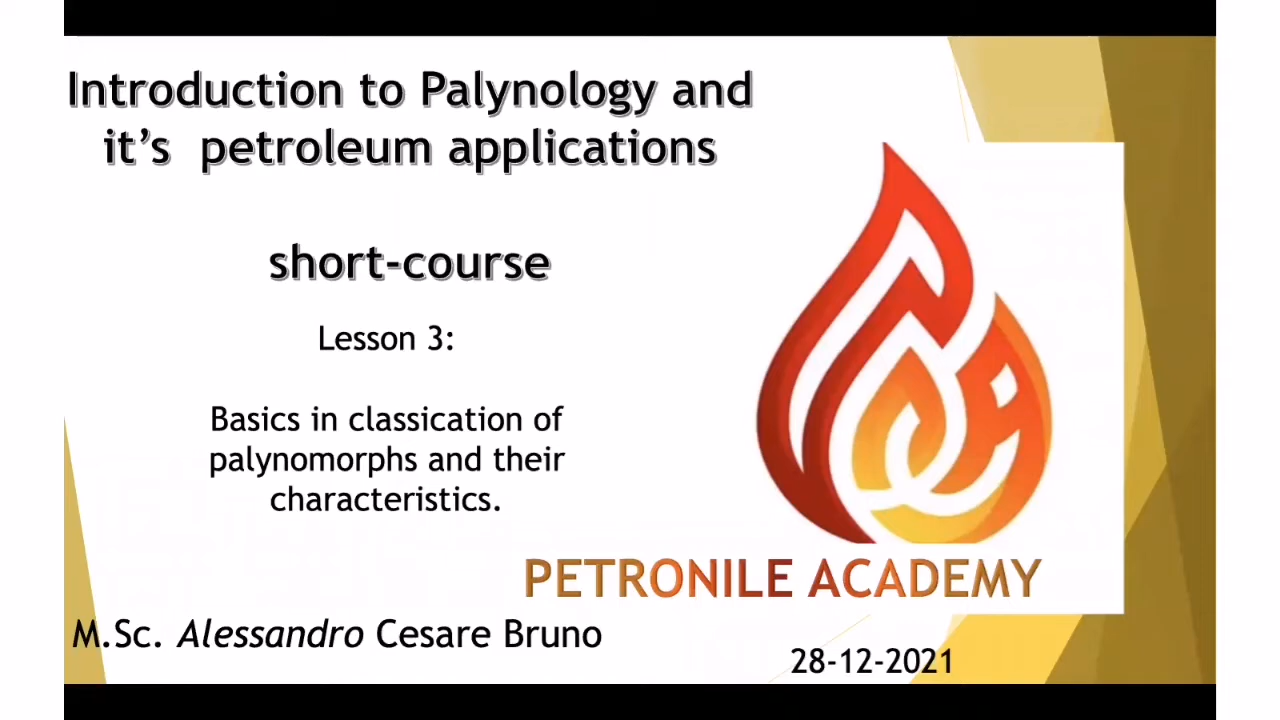 Introduction to Palynology and
it’s petroleum applications
short-course
Lesson 3:
Basics in classication of
palynomorphs and their
characteristics.
PETRONILE ACADEMY
M.Sc. Alessandro Cesare Bruno
28-12-2021